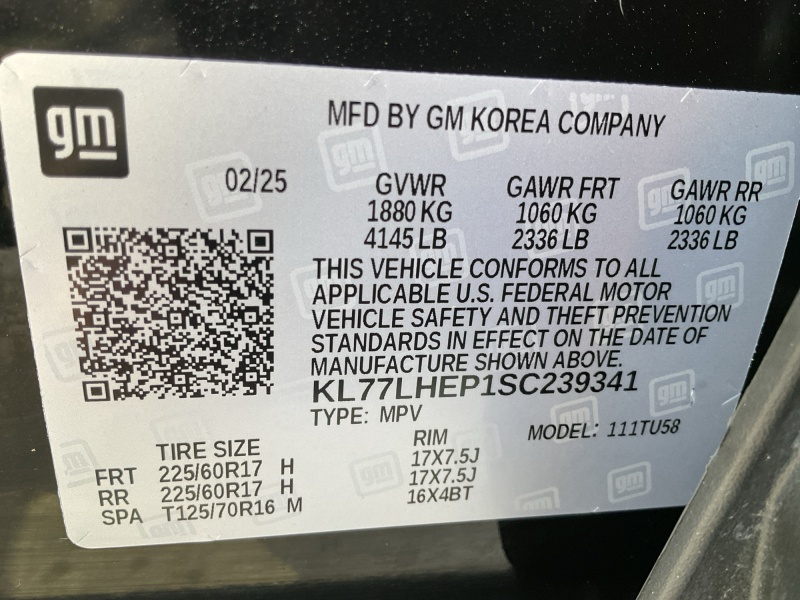 gm
MFD BY GM KOREA COMPANY
02/25
GVWR GAWR FRT GAWR RR
1880 KG 1060 KG 1060 KG
4145 LB 2336 LB 2336 LB
THIS VEHICLE CONFORMS TO ALL
APPLICABLE U.S. FEDERAL MOTOR
VEHICLE SAFETY AND THEFT PREVENTION
STANDARDS IN EFFECT ON THE DATE OF
MANUFACTURE SHOWN ABOVE.
KL77LHEP1SC239341
TYPE: MPV MODEL: 111TU58
TIRE SIZE RIM
FRT 225/60R17 H 17X7.5J
RR 225/60R17 H 17X7.5J
SPA T125/70R16 M 16X4BT